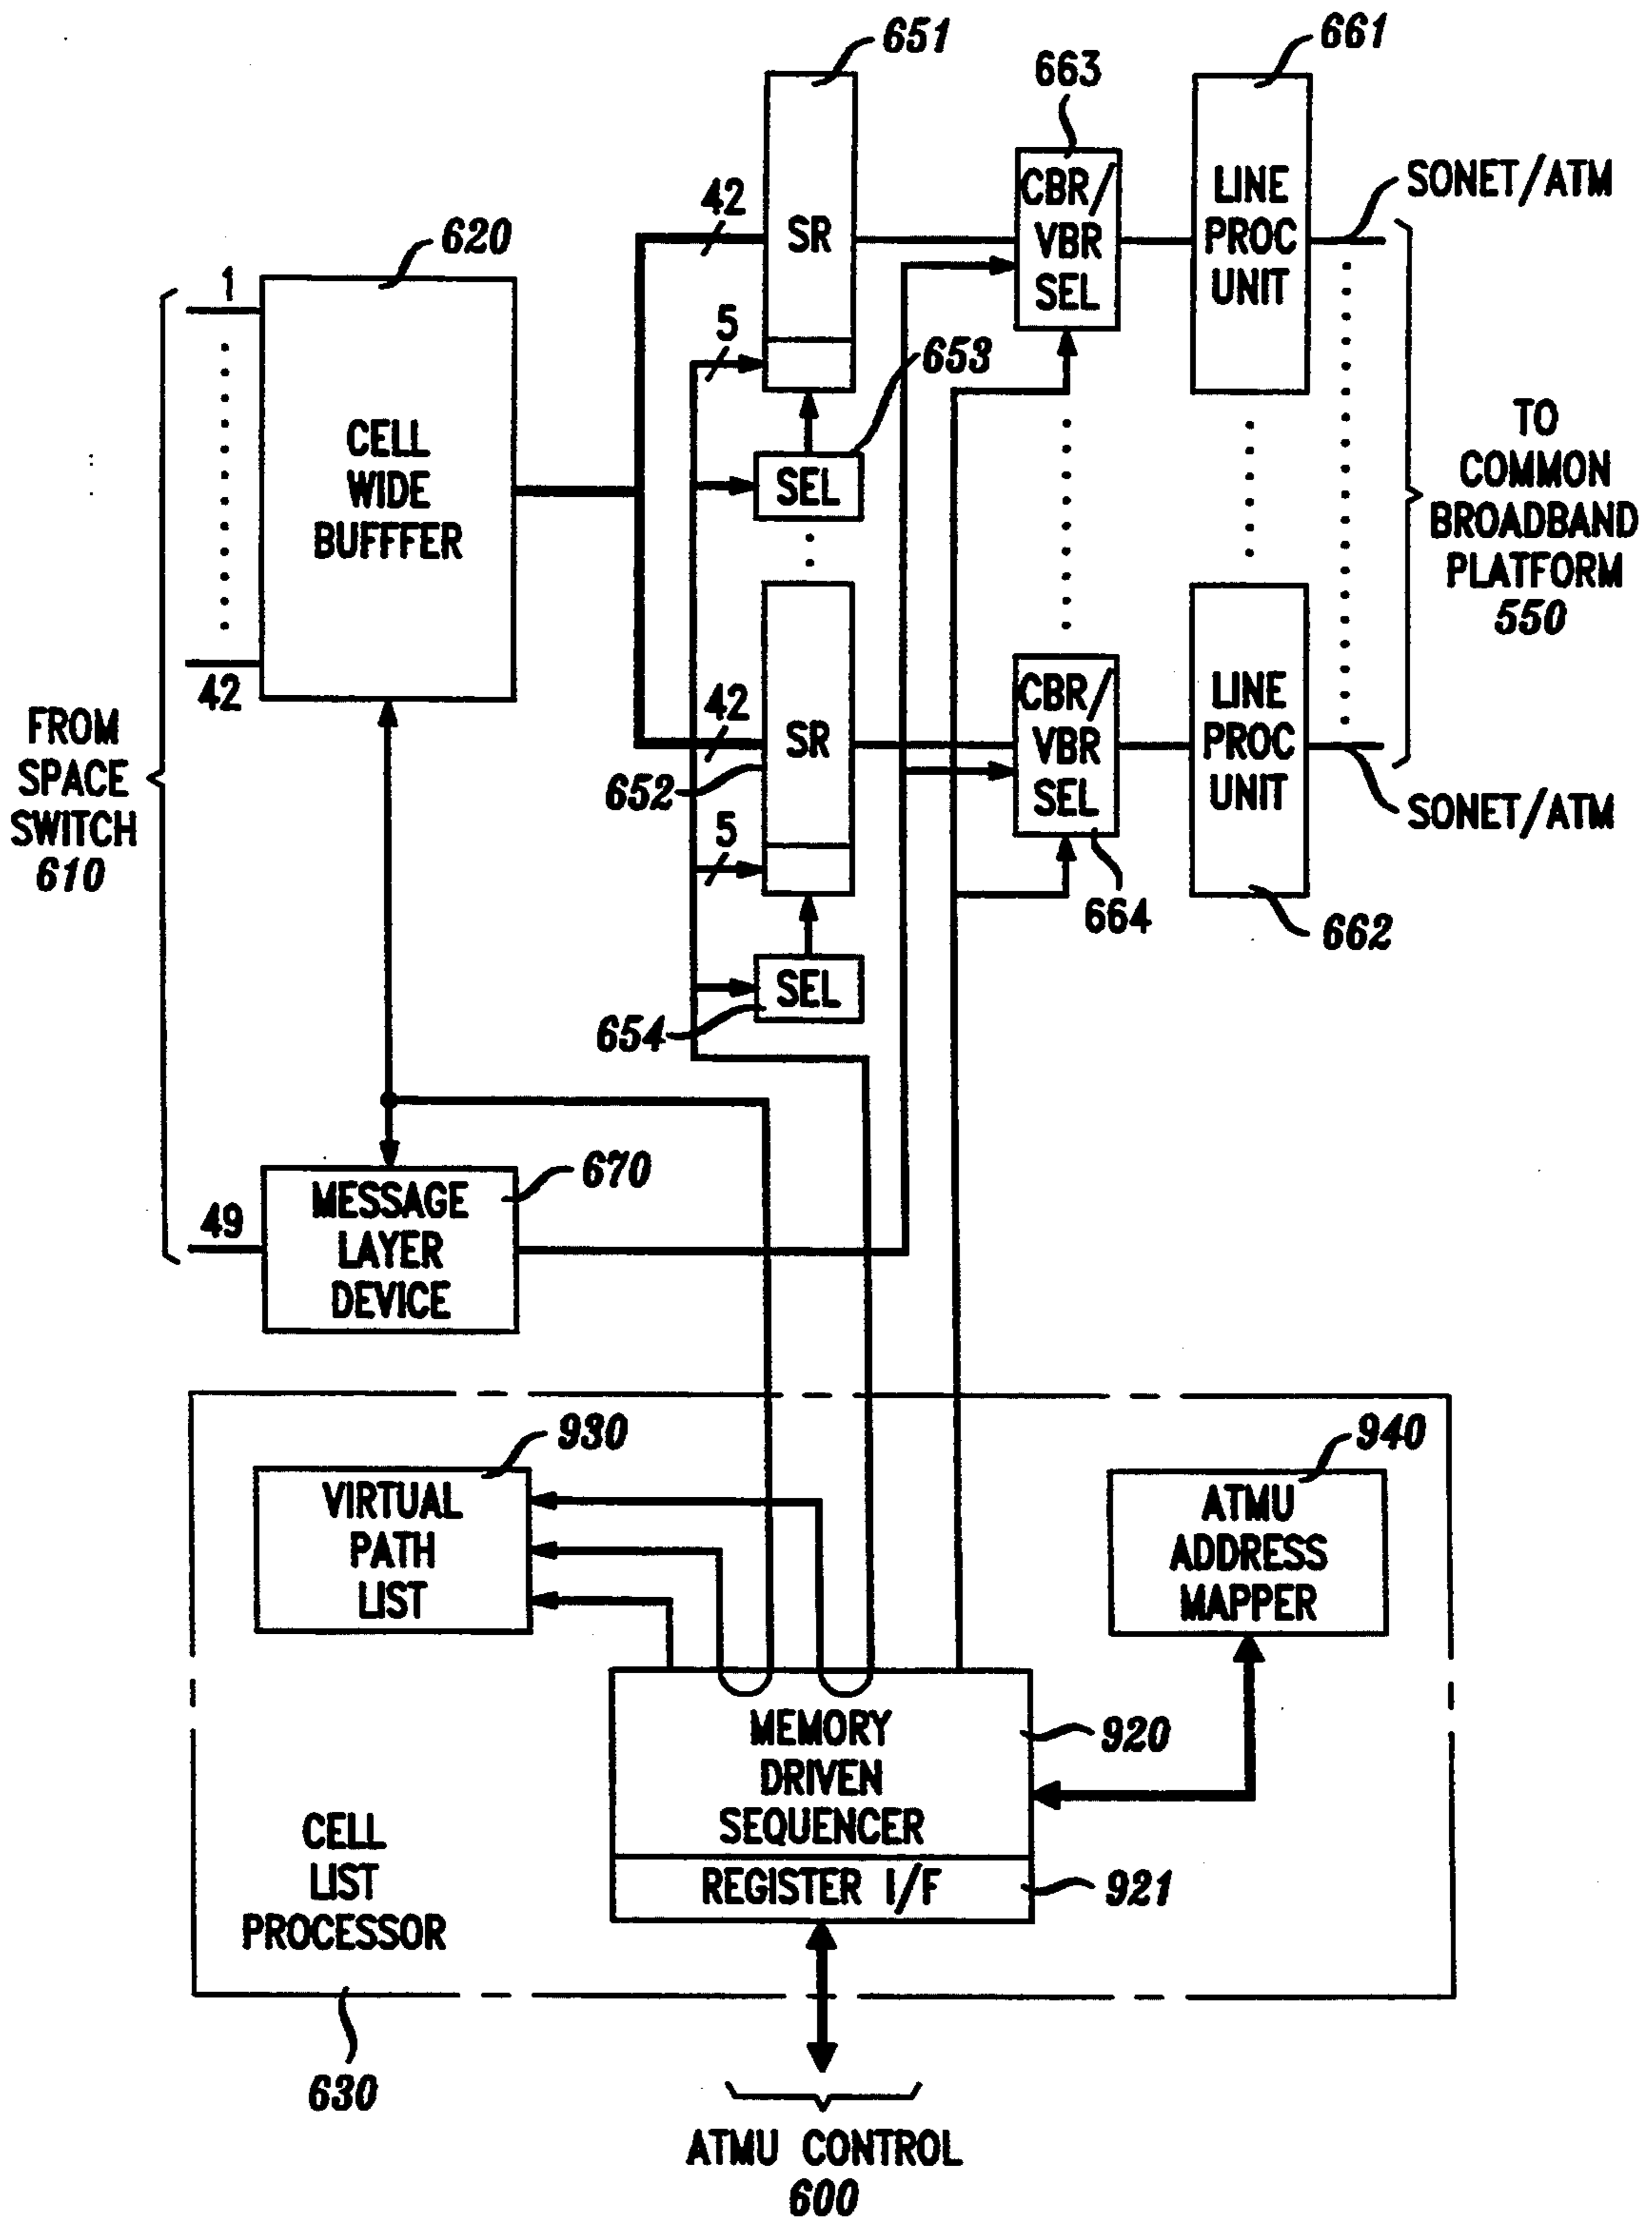 651
661
663
620
1
42
SR
CBR/
VBR
SEL
LINE
PROC
UNIT
SONET/ATM
5
653
SEL
CELL
WIDE
BUFFFER
TO
COMMON
BROADBAND
PLATFORM
550
42
FROM
SPACE
SWITCH
610
42
652
SR
5
CBR/
VBR
SEL
664
LINE
PROC
UNIT
662
SONET/ATM
SEL
654
49
MESSAGE
LAYER
DEVICE
670
930
VIRTUAL
PATH
LIST
940
ATMU
ADDRESS
MAPPER
MEMORY
DRIVEN
SEQUENCER
920
REGISTER I/F
921
CELL
LIST
PROCESSOR
630
ATMU CONTROL
600